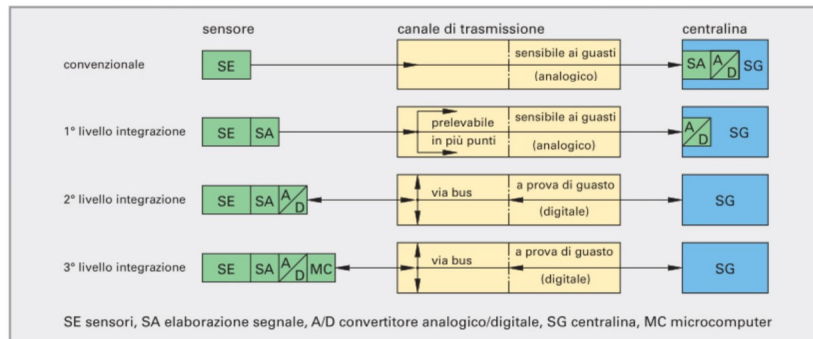 sensore canale di trasmissione centralina
convenzionale SE sensibile ai guasti (analogico) SA A/D SG
1° livello integrazione SE SA prelevabile in più punti sensibile ai guasti (analogico) A/D SG
2° livello integrazione SE SA A/D via bus a prova di guasto (digitale) SG
3° livello integrazione SE SA A/D MC via bus a prova di guasto (digitale) SG
SE sensori, SA elaborazione segnale, A/D convertitore analogico/digitale, SG centralina, MC microcomputer